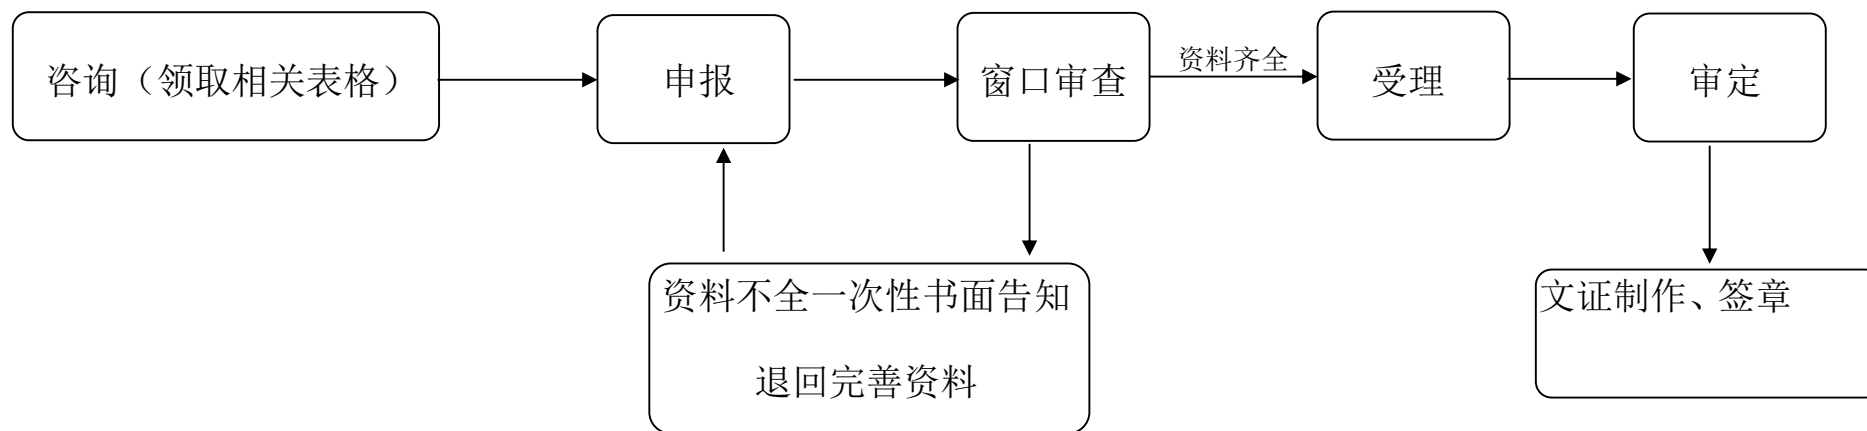 咨询（领取相关表格）
申报
窗口审查
资料齐全
受理
审定
资料不全一次性书面告知
退回完善资料
文证制作、签章